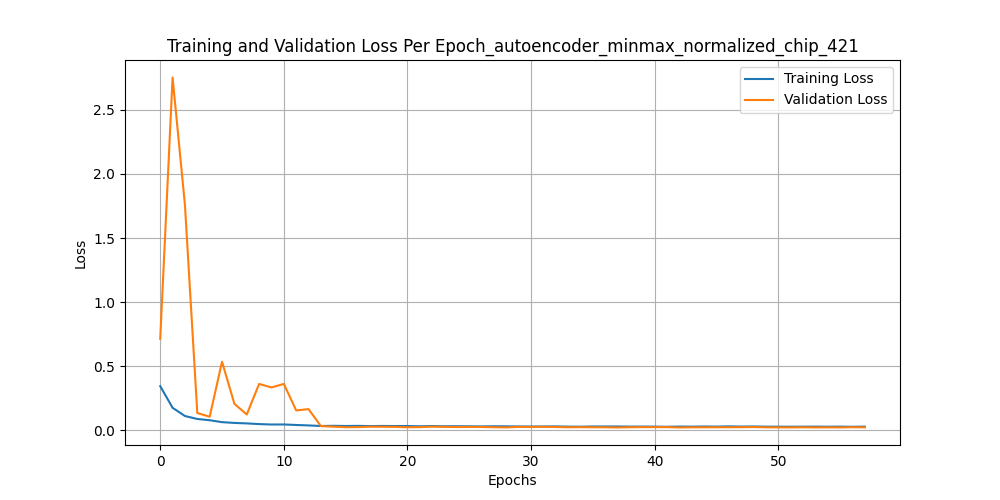 Training and Validation Loss Per Epoch_autoencoder_minmax_normalized_chip_421
Training Loss
Validation Loss
2.5
2.0
1.5
1.0
0.5
0.0
Loss
0 10 20 30 40 50
Epochs